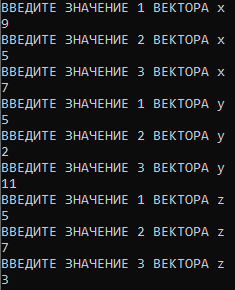 ВВЕДИТЕ ЗНАЧЕНИЕ 1 ВЕКТОРА x
9
ВВЕДИТЕ ЗНАЧЕНИЕ 2 ВЕКТОРА x
5
ВВЕДИТЕ ЗНАЧЕНИЕ 3 ВЕКТОРА x
7
ВВЕДИТЕ ЗНАЧЕНИЕ 1 ВЕКТОРА y
5
ВВЕДИТЕ ЗНАЧЕНИЕ 2 ВЕКТОРА y
2
ВВЕДИТЕ ЗНАЧЕНИЕ 3 ВЕКТОРА y
11
ВВЕДИТЕ ЗНАЧЕНИЕ 1 ВЕКТОРА z
5
ВВЕДИТЕ ЗНАЧЕНИЕ 2 ВЕКТОРА z
7
ВВЕДИТЕ ЗНАЧЕНИЕ 3 ВЕКТОРА z
3